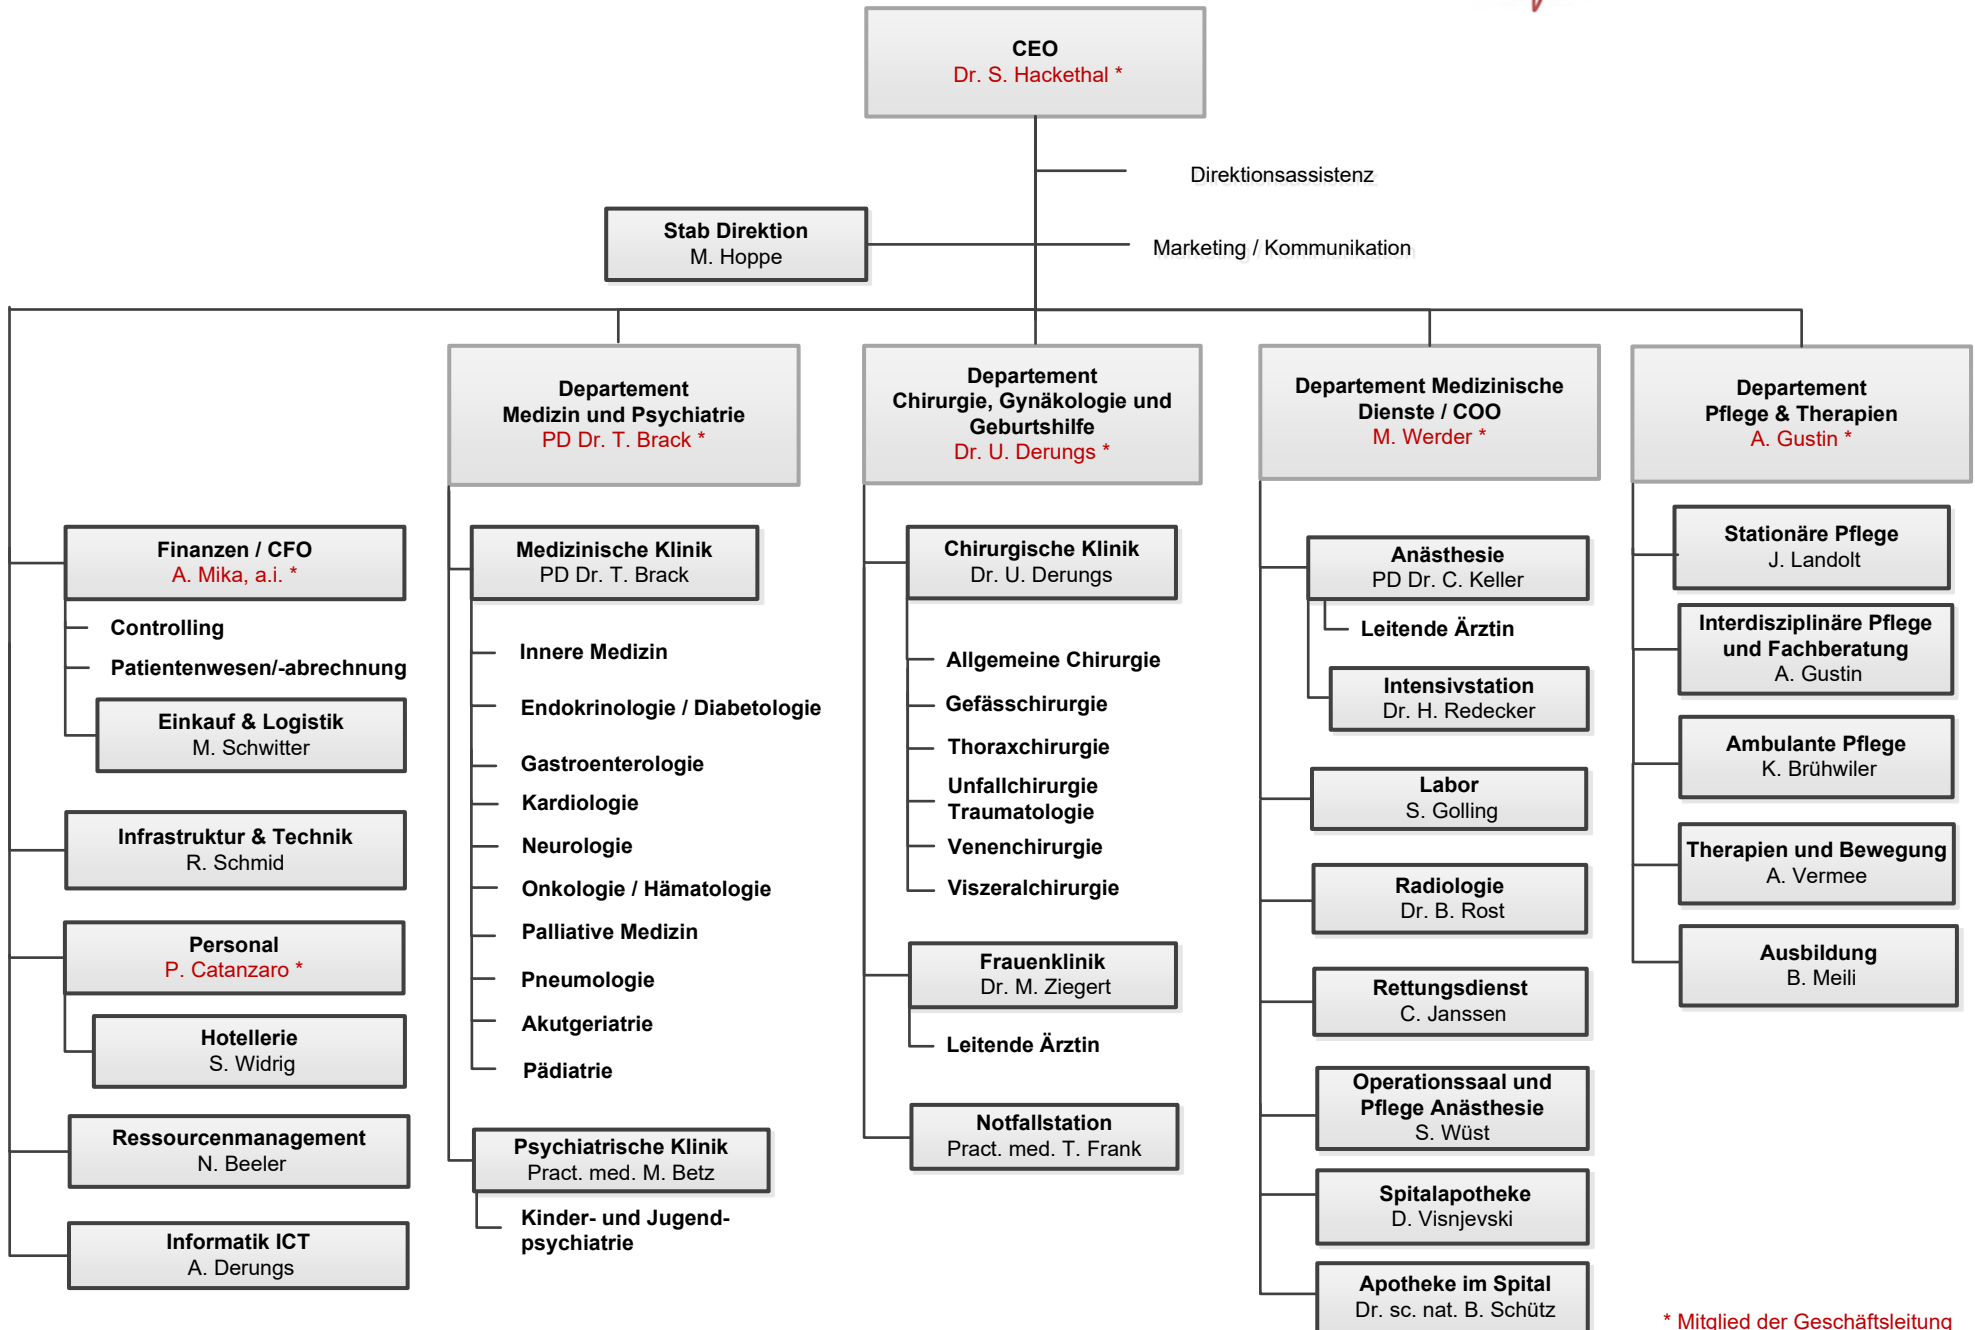 CEO
Dr. S. Hackethal *
Direktionsassistenz
Stab Direktion
M. Hoppe
Marketing / Kommunikation
Finanzen / CFO
A. Mika, a.i. *
Controlling
Patientenwesen/-abrechnung
Einkauf & Logistik
M. Schwitter
Infrastruktur & Technik
R. Schmid
Personal
P. Catanzaro *
Hotellerie
S. Widrig
Ressourcenmanagement
N. Beeler
Informatik ICT
A. Derungs
Departement
Medizin und Psychiatrie
PD Dr. T. Brack *
Medizinische Klinik
PD Dr. T. Brack
Innere Medizin
Endokrinologie / Diabetologie
Gastroenterologie
Kardiologie
Neurologie
Onkologie / Hämatologie
Palliative Medizin
Pneumologie
Akutgeriatrie
Pädiatrie
Psychiatrische Klinik
Pract. med. M. Betz
Kinder- und Jugend-
psychiatrie
Departement
Chirurgie, Gynäkologie und
Geburtshilfe
Dr. U. Derungs *
Chirurgische Klinik
Dr. U. Derungs
Allgemeine Chirurgie
Gefässchirurgie
Thoraxchirurgie
Unfallchirurgie
Traumatologie
Venenchirurgie
Viszeralchirurgie
Frauenklinik
Dr. M. Ziegert
Leitende Ärztin
Notfallstation
Pract. med. T. Frank
Departement Medizinische
Dienste / COO
M. Werder *
Anästhesie
PD Dr. C. Keller
Leitende Ärztin
Intensivstation
Dr. H. Redecker
Labor
S. Golling
Radiologie
Dr. B. Rost
Rettungsdienst
C. Janssen
Operationssaal und
Pflege Anästhesie
S. Wüst
Spitalapotheke
D. Visnjevski
Apotheke im Spital
Dr. sc. nat. B. Schütz
Departement
Pflege & Therapien
A. Gustin *
Stationäre Pflege
J. Landolt
Interdisziplinäre Pflege
und Fachberatung
A. Gustin
Ambulante Pflege
K. Brühwiler
Therapien und Bewegung
A. Vermee
Ausbildung
B. Meili
* Mitglied der Geschäftsleitung